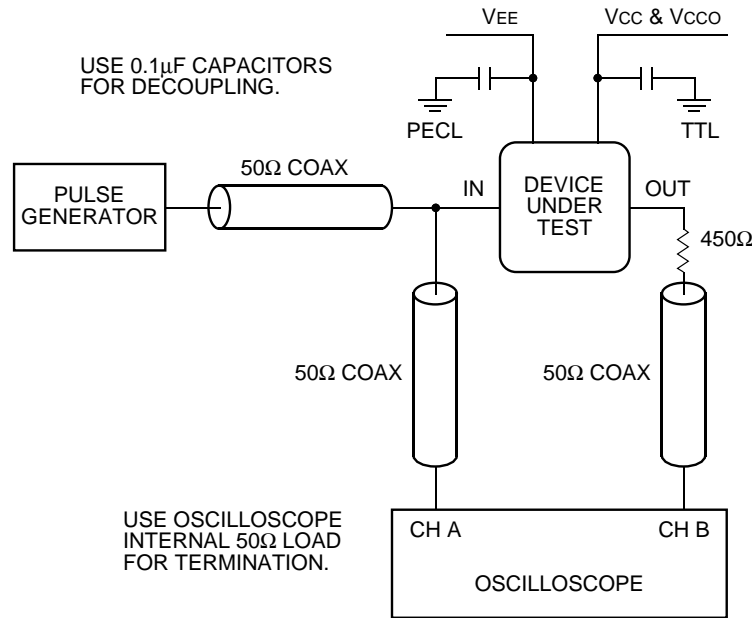 VEE
VCC & VCCO
USE 0.1µF CAPACITORS
FOR DECOUPLING.
PECL
TTL
50Ω COAX
PULSE
GENERATOR
IN
DEVICE
UNDER
TEST
OUT
450Ω
50Ω COAX
50Ω COAX
USE OSCILLOSCOPE
INTERNAL 50Ω LOAD
FOR TERMINATION.
CH A
CH B
OSCILLOSCOPE